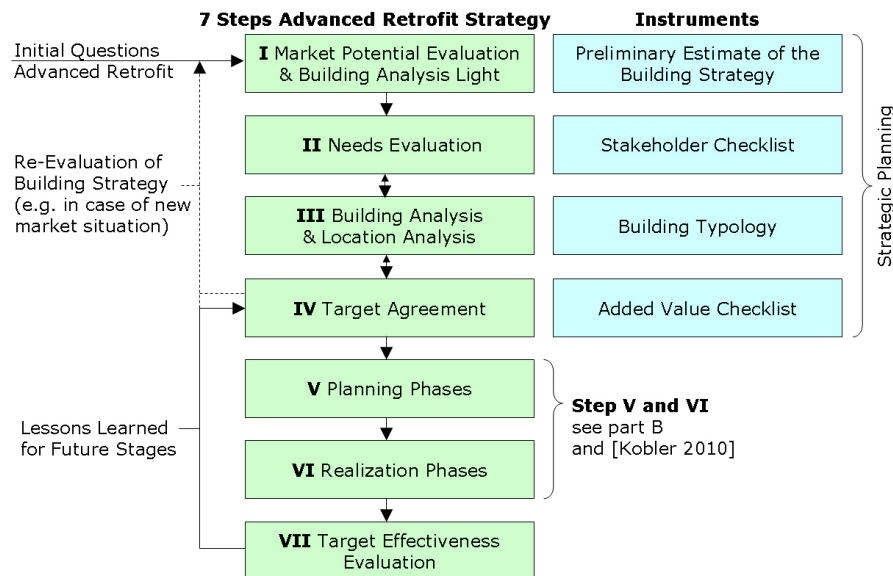 7 Steps Advanced Retrofit Strategy
Instruments
Initial Questions
Advanced Retrofit
I Market Potential Evaluation
& Building Analysis Light
Preliminary Estimate of the
Building Strategy
II Needs Evaluation
Stakeholder Checklist
Re-Evaluation of
Building Strategy
(e.g. in case of new
market situation)
III Building Analysis
& Location Analysis
Building Typology
Strategic Planning
IV Target Agreement
Added Value Checklist
V Planning Phases
Step V and VI
see part B
and [Kobler 2010]
Lessons Learned
for Future Stages
VI Realization Phases
VII Target Effectiveness
Evaluation